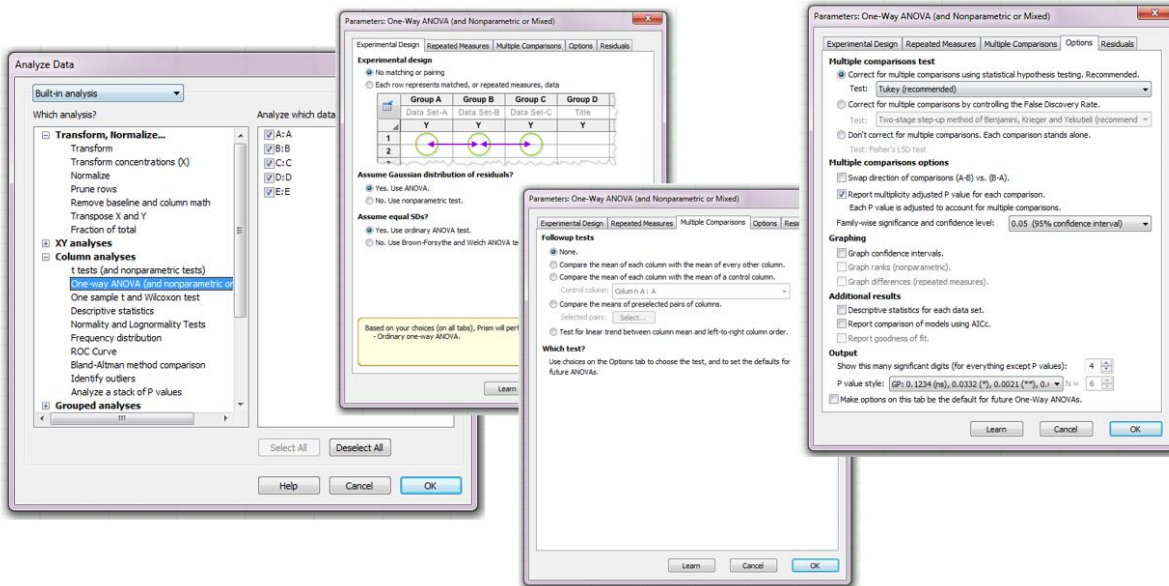 Analyze Data
Built-in analysis
Which analysis?
Analyze which data
Transform, Normalize...
Transform
Transform concentrations (X)
Normalize
Prune rows
Remove baseline and column math
Transpose X and Y
Fraction of total
XY analyses
Column analyses
t tests (and nonparametric tests)
One-way ANOVA (and nonparametric or
One sample t and Wilcoxon test
Descriptive statistics
Normality and Lognormality Tests
Frequency distribution
ROC Curve
Bland-Altman method comparison
Identify outliers
Analyze a stack of P values
Grouped analyses
A:A
B:B
C:C
D:D
E:E
Select All
Deselect All
Help
Cancel
OK
Parameters: One-Way ANOVA (and Nonparametric or Mixed)
Experimental Design
Repeated Measures
Multiple Comparisons
Options
Residuals
Experimental design
No matching or pairing
Each row represents matched, or repeated measures, data
Group A
Group B
Group C
Group D
Data Set-A
Data Set-B
Data Set-C
Title
Y
Y
Y
Y
1
2
Assume Gaussian distribution of residuals?
Yes. Use ANOVA.
No. Use nonparametric test.
Assume equal SDs?
Yes. Use ordinary ANOVA test.
No. Use Brown-Forsythe and Welch ANOVA te
Based on your choices (on all tabs), Prism will perf
- Ordinary one-way ANOVA.
Learn
Parameters: One-Way ANOVA (and Nonparametric or Mixed)
Experimental Design
Repeated Measures
Multiple Comparisons
Options
Resi
Followup tests
None.
Compare the mean of each column with the mean of every other column.
Compare the mean of each column with the mean of a control column.
Control column:
Column A : A
Compare the means of preselected pairs of columns.
Selected pairs:
Select...
Test for linear trend between column mean and left-to-right column order.
Which test?
Use choices on the Options tab to choose the test, and to set the defaults for
future ANOVAs.
Learn
Cancel
OK
Parameters: One-Way ANOVA (and Nonparametric or Mixed)
Experimental Design
Repeated Measures
Multiple Comparisons
Options
Residuals
Multiple comparisons test
Correct for multiple comparisons using statistical hypothesis testing. Recommended.
Test:
Tukey (recommended)
Correct for multiple comparisons by controlling the False Discovery Rate.
Test:
Two-stage step-up method of Benjamini, Krieger and Yekutieli (recommend
Don't correct for multiple comparisons. Each comparison stands alone.
Test: Fisher's LSD test
Multiple comparisons options
Swap direction of comparisons (A-B) vs. (B-A).
Report multiplicity adjusted P value for each comparison.
Each P value is adjusted to account for multiple comparisons.
Family-wise significance and confidence level:
0.05 (95% confidence interval)
Graphing
Graph confidence intervals.
Graph ranks (nonparametric).
Graph differences (repeated measures).
Additional results
Descriptive statistics for each data set.
Report comparison of models using AICc.
Report goodness of fit.
Output
Show this many significant digits (for everything except P values):
4
P value style:
GP: 0.1234 (ns), 0.0332 (*), 0.0021 (**),
N =
6
Make options on this tab be the default for future One-Way ANOVAs.
Learn
Cancel
OK